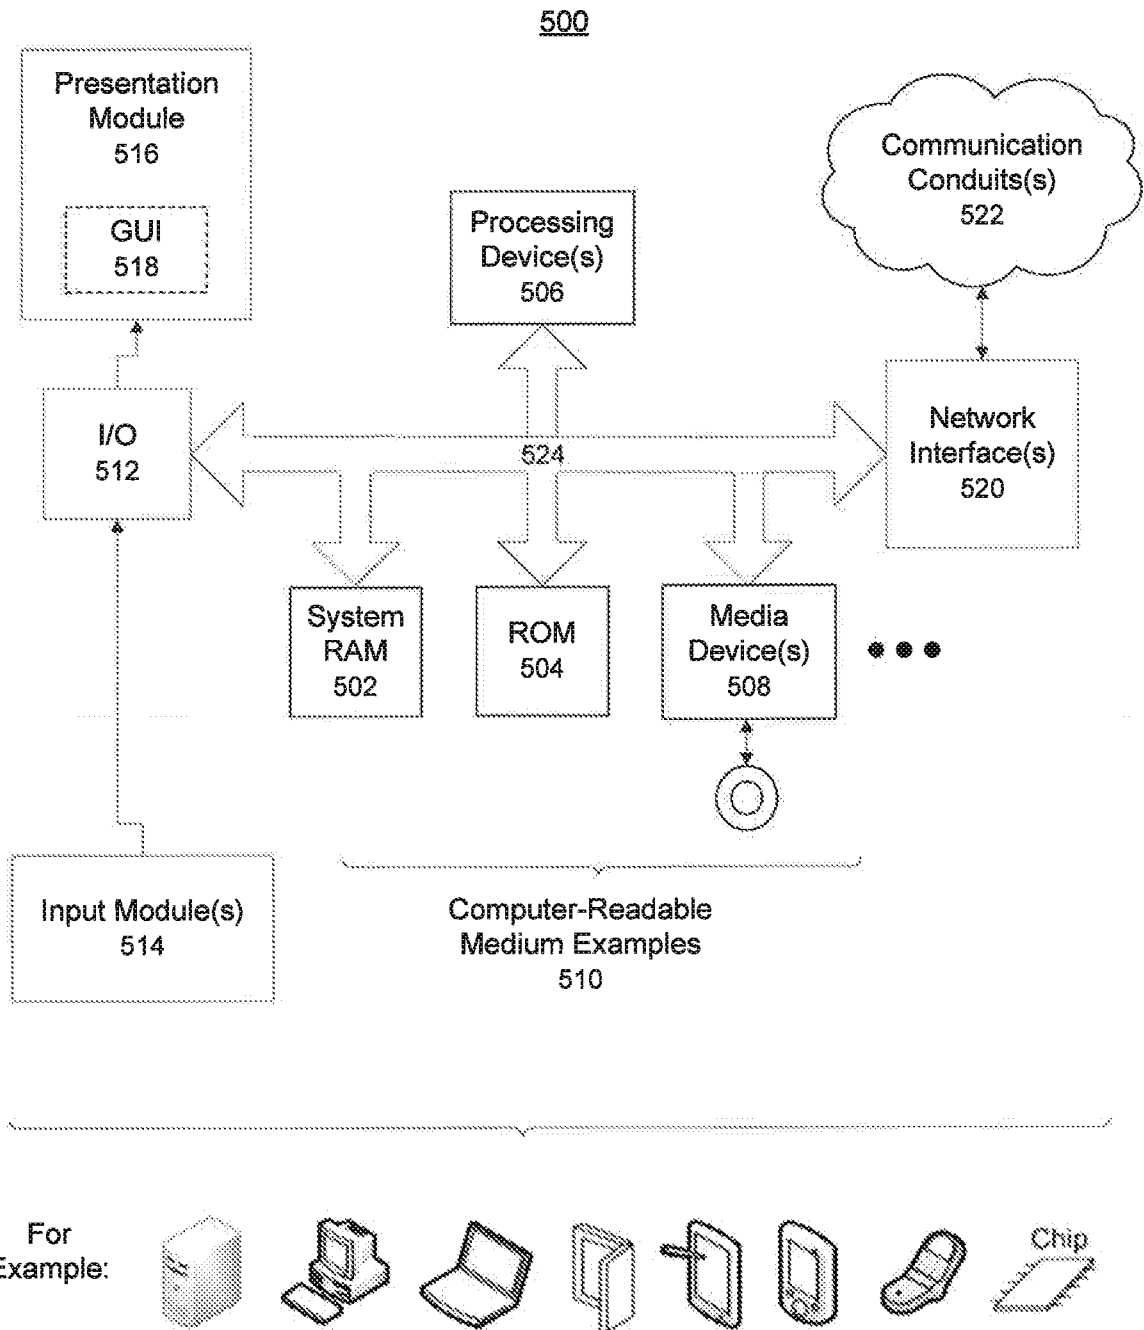 500
Presentation
Module
516
GUI
518
Communication
Conduits(s)
522
Processing
Device(s)
506
I/O
512
524
Network
Interface(s)
520
System
RAM
502
ROM
504
Media
Device(s)
508
Input Module(s)
514
Computer-Readable
Medium Examples
510
For
Example:
Chip